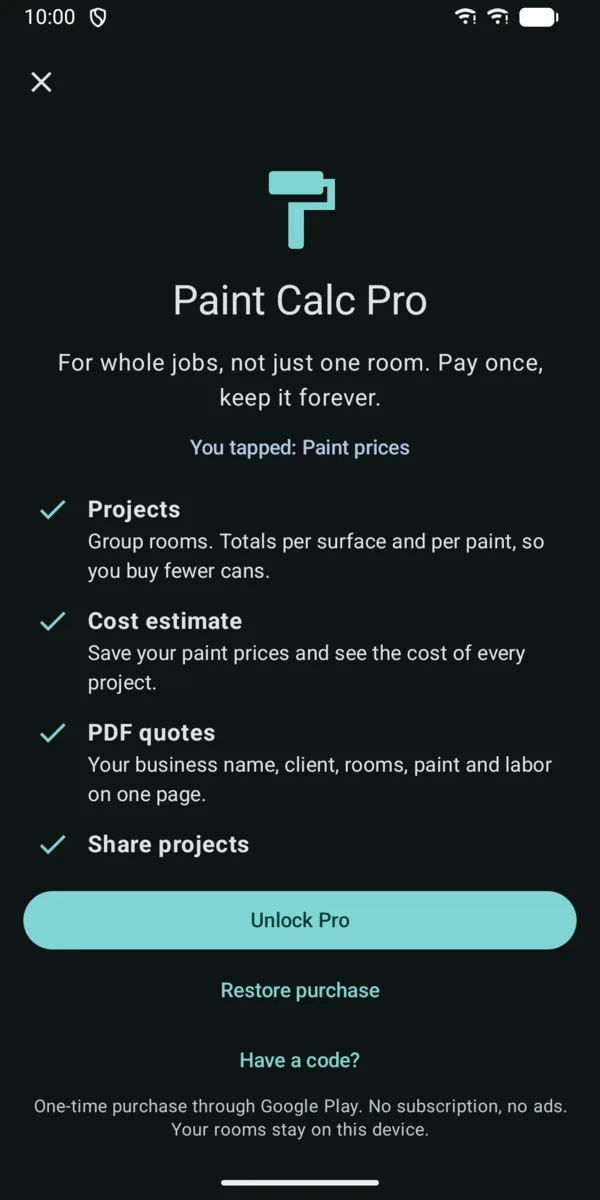 10:00
Paint Calc Pro
For whole jobs, not just one room. Pay once,
keep it forever.
You tapped: Paint prices
Projects
Group rooms. Totals per surface and per paint, so
you buy fewer cans.
Cost estimate
Save your paint prices and see the cost of every
project.
PDF quotes
Your business name, client, rooms, paint and labor
on one page.
Share projects
Unlock Pro
Restore purchase
Have a code?
One-time purchase through Google Play. No subscription, no ads.
Your rooms stay on this device.